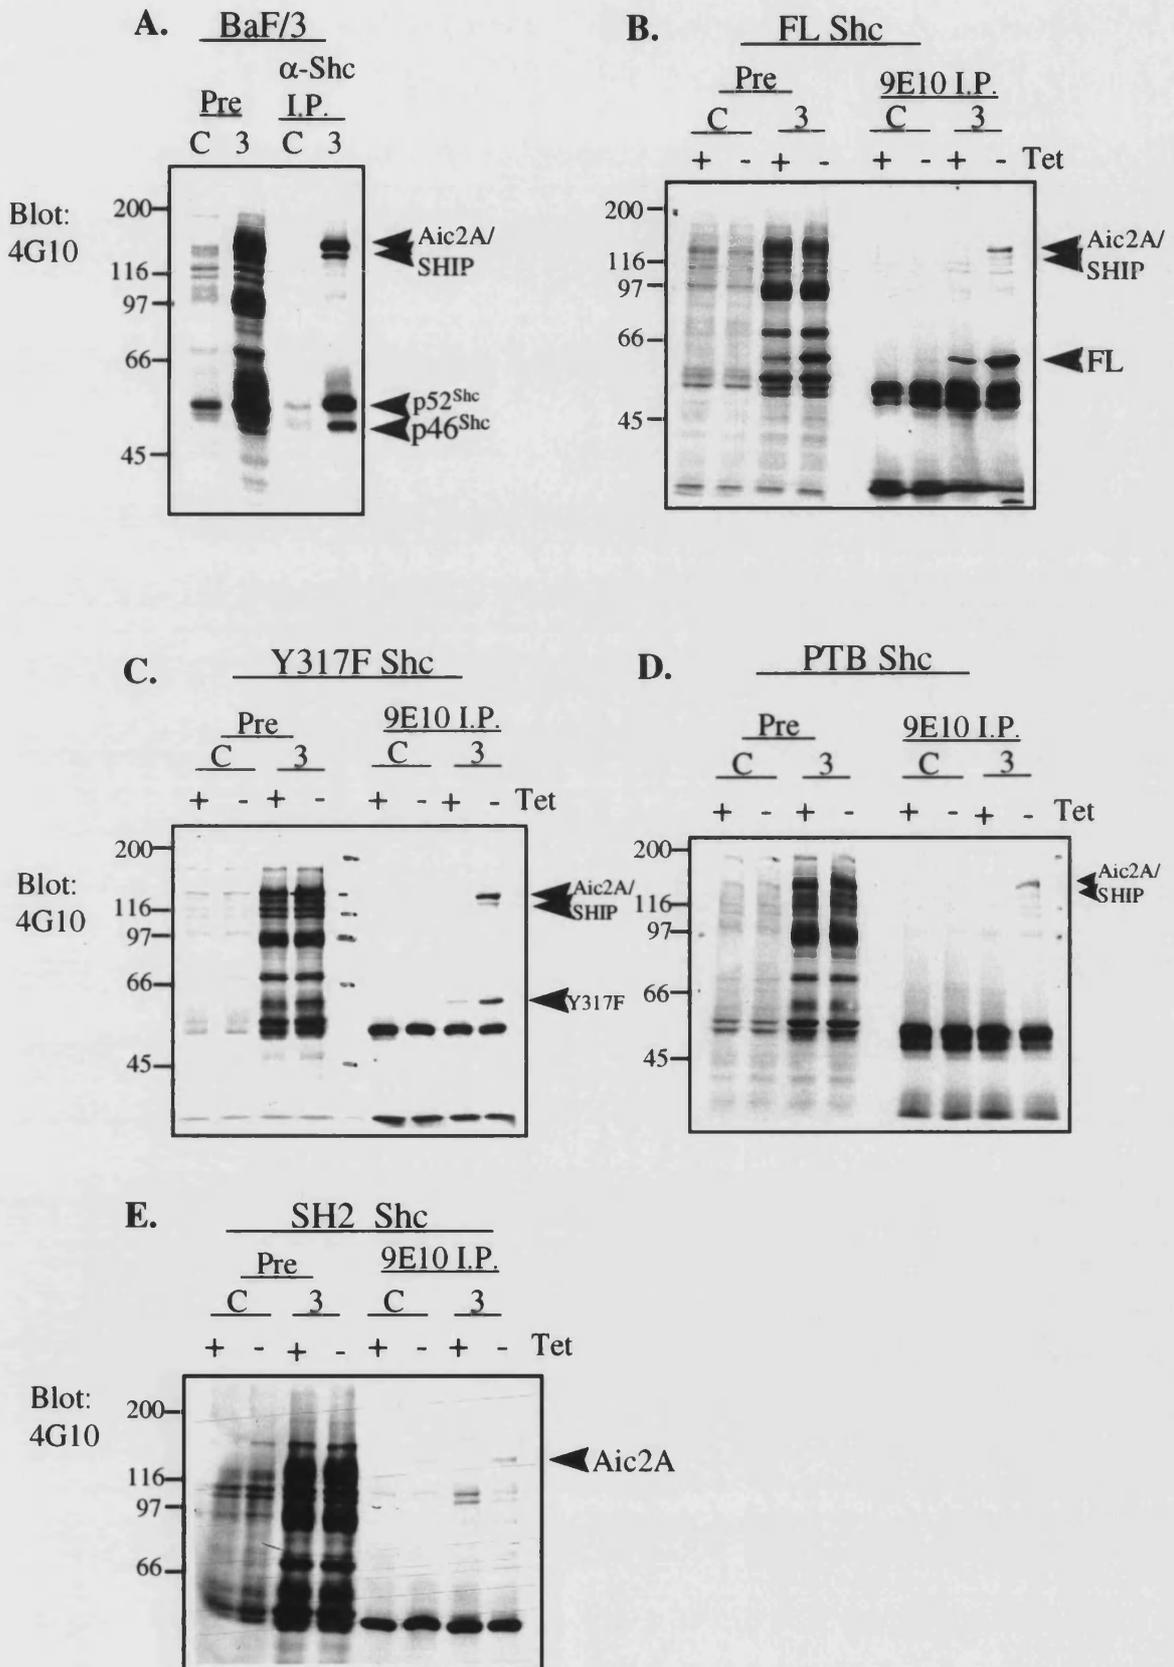 A. BaF/3
α-Shc
Pre I.P.
C 3 C 3
Blot:
4G10
200
116
97
66
45
Aic2A/
SHIP
p52Shc
p46Shc
B. FL Shc
Pre 9E10 I.P.
C 3 C 3
+ - + - + - + - Tet
200
116
97
66
45
Aic2A/
SHIP
FL
C. Y317F Shc
Pre 9E10 I.P.
C 3 C 3
+ - + - + - + - Tet
Blot:
4G10
200
116
97
66
45
Aic2A/
SHIP
Y317F
D. PTB Shc
Pre 9E10 I.P.
C 3 C 3
+ - + - + - + - Tet
200
116
97
66
45
Aic2A/
SHIP
E. SH2 Shc
Pre 9E10 I.P.
C 3 C 3
+ - + - + - + - Tet
Blot:
4G10
200
116
97
66
Aic2A